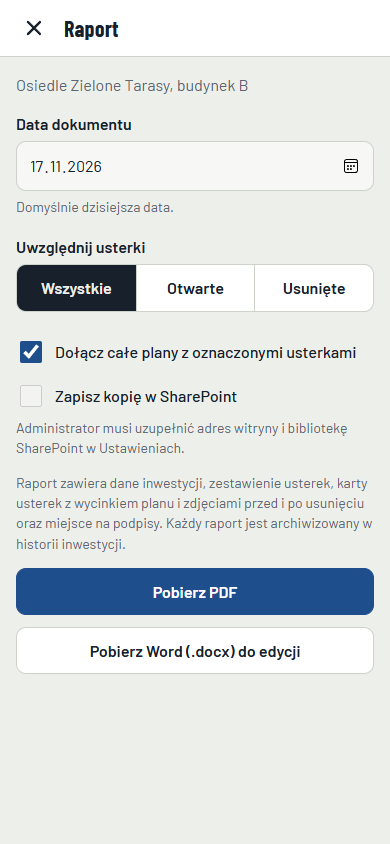 Raport
Osiedle Zielone Tarasy, budynek B
Data dokumentu
17.11.2026
Domyślnie dzisiejsza data.
Uwzględnij usterki
Wszystkie
Otwarte
Usunięte
Dołącz całe plany z oznaczonymi usterkami
Zapisz kopię w SharePoint
Administrator musi uzupełnić adres witryny i bibliotekę
SharePoint w Ustawieniach.
Raport zawiera dane inwestycji, zestawienie usterek, karty
usterek z wycinkiem planu i zdjęciami przed i po usunięciu
oraz miejsce na podpisy. Każdy raport jest archiwizowany w
historii inwestycji.
Pobierz PDF
Pobierz Word (.docx) do edycji